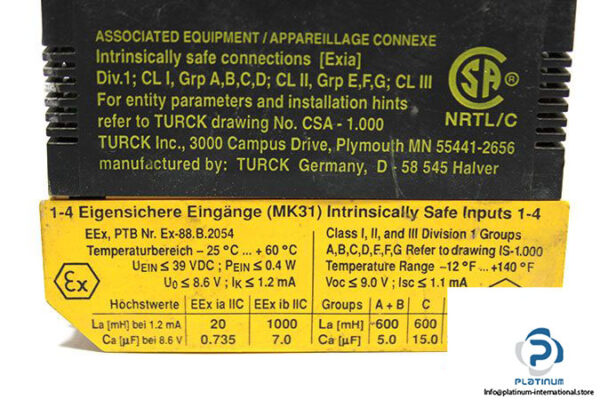 ASSOCIATED EQUIPMENT / APPAREILLAGE CONNEXE
Intrinsically safe connections [Exia]
Div.1; CL I, Grp A,B,C,D; CL II, Grp E,F,G; CL III
For entity parameters and installation hints
refer to TURCK drawing No. CSA - 1.000
TURCK Inc., 3000 Campus Drive, Plymouth MN 55441-2656
manufactured by: TURCK Germany, D - 58 545 Halver
SA ®
NRTL/C
1-4 Eigensichere Eingänge (MK31) Intrinsically Safe Inputs 1-4
EEx, PTB Nr. Ex-88.B.2054
Temperaturbereich - 25 °C ... + 60 °C
UEIN ≤ 39 VDC ; PEIN ≤ 0.4 W
U0 ≤ 8.6 V ; IK ≤ 1.2 mA
Ex
Höchstwerte EEx ia IIC EEx ib IIC
La [mH] bei 1.2 mA 20 1000
Ca [µF] bei 8.6 V 0.735 7.0
Class I, II, and III Division 1 Groups
A,B,C,D,E,F,G Refer to drawing IS-1.000
Temperature Range -12 °F ... +140 °F
Voc ≤ 9.0 V ; Isc ≤ 1.1 mA
Groups A + B C
La [mH] 600 600
Ca [µF] 5.0 15.0
PLATINUM
info@platinum-international.store